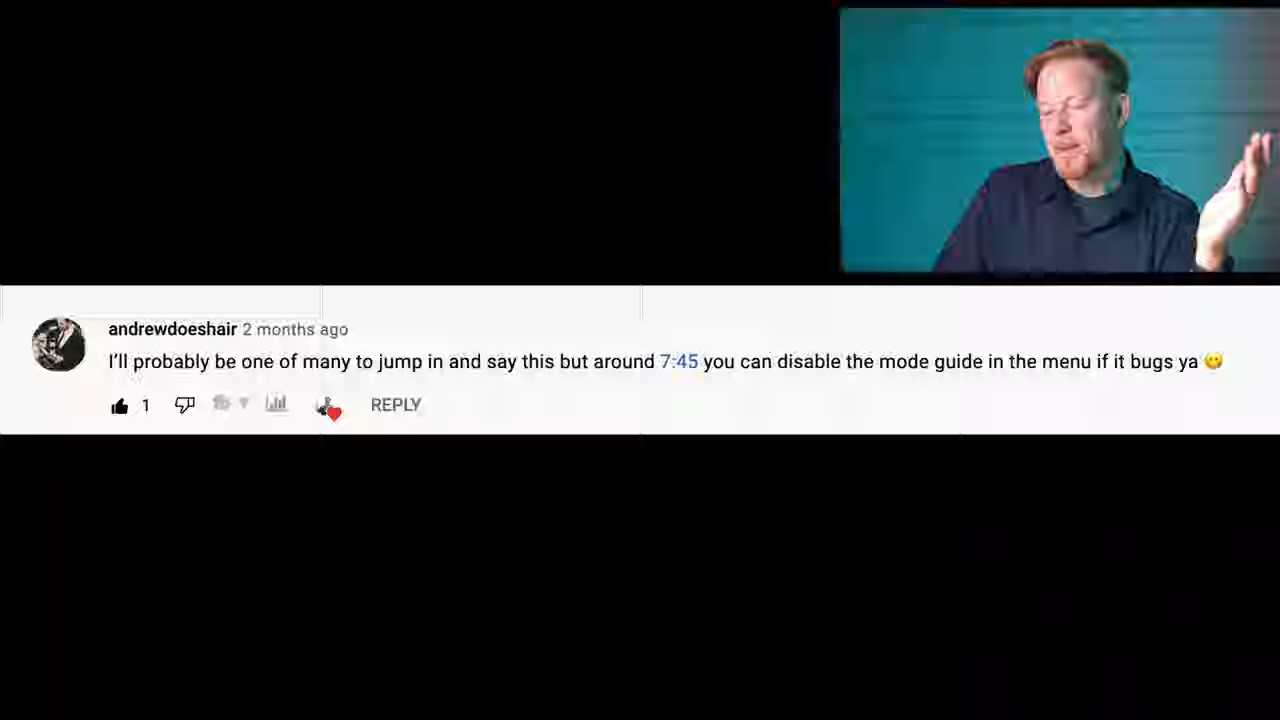 andrewdoeshair 2 months ago
I'll probably be one of many to jump in and say this but around 7:45 you can disable the mode guide in the menu if it bugs ya 😋
1 REPLY